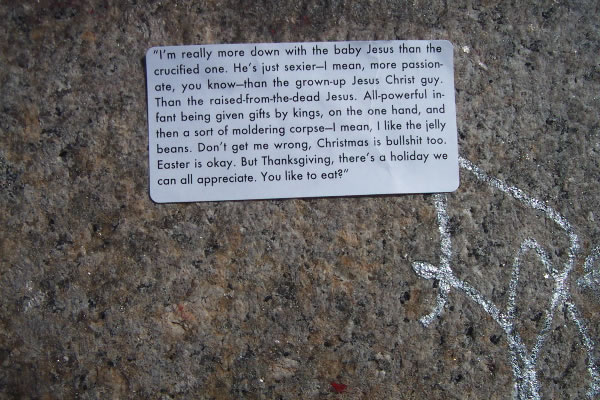 "I'm really more down with the baby Jesus than the
crucified one. He's just sexier—I mean, more passion-
ate, you know—than the grown-up Jesus Christ guy.
Than the raised-from-the-dead Jesus. All-powerful in-
fant being given gifts by kings, on the one hand, and
then a sort of moldering corpse—I mean, I like the jelly
beans. Don't get me wrong, Christmas is bullshit too.
Easter is okay. But Thanksgiving, there's a holiday we
can all appreciate. You like to eat?"